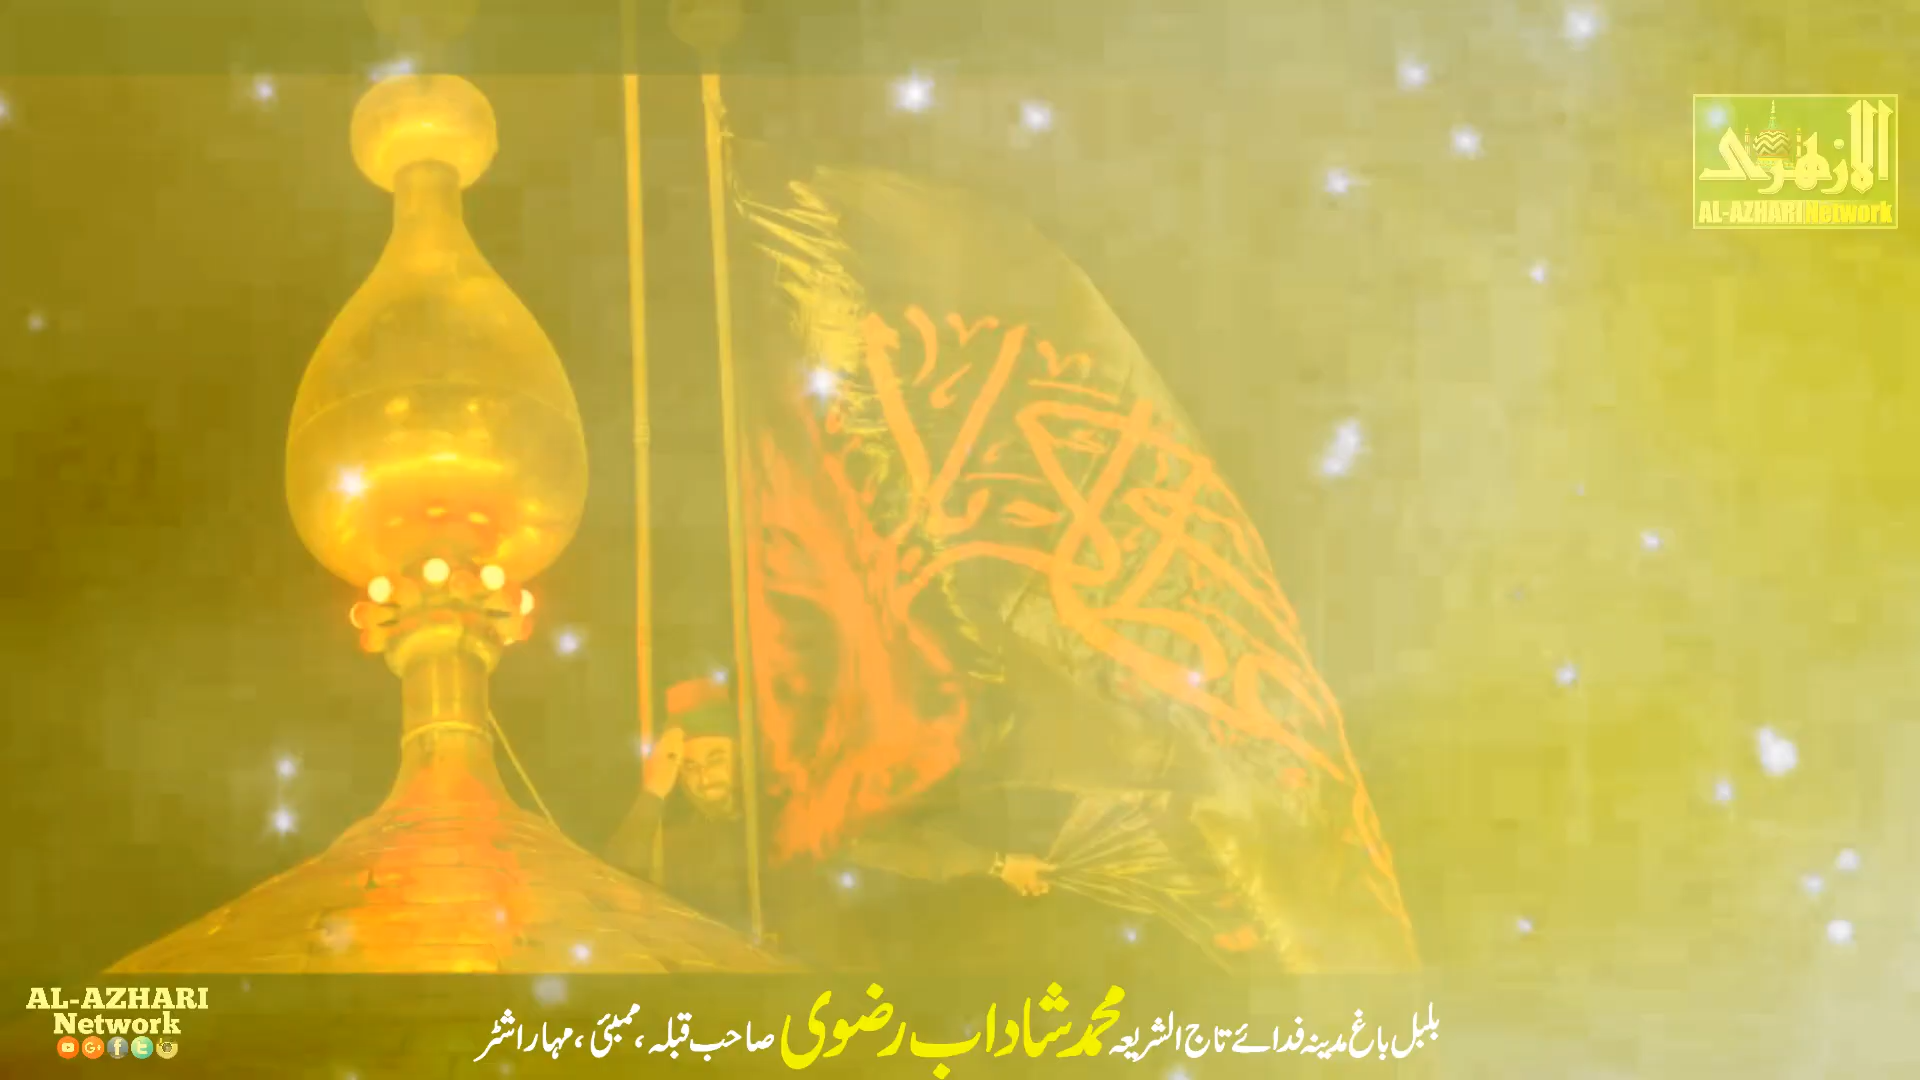 الازھری
AL-AZHARI Network
AL-AZHARI
Network
بلبل باغ مدینہ فدائے تاج الشریعہ محمد شاداب رضوی صاحب قبلہ ، ممبئی ، مہاراشٹر